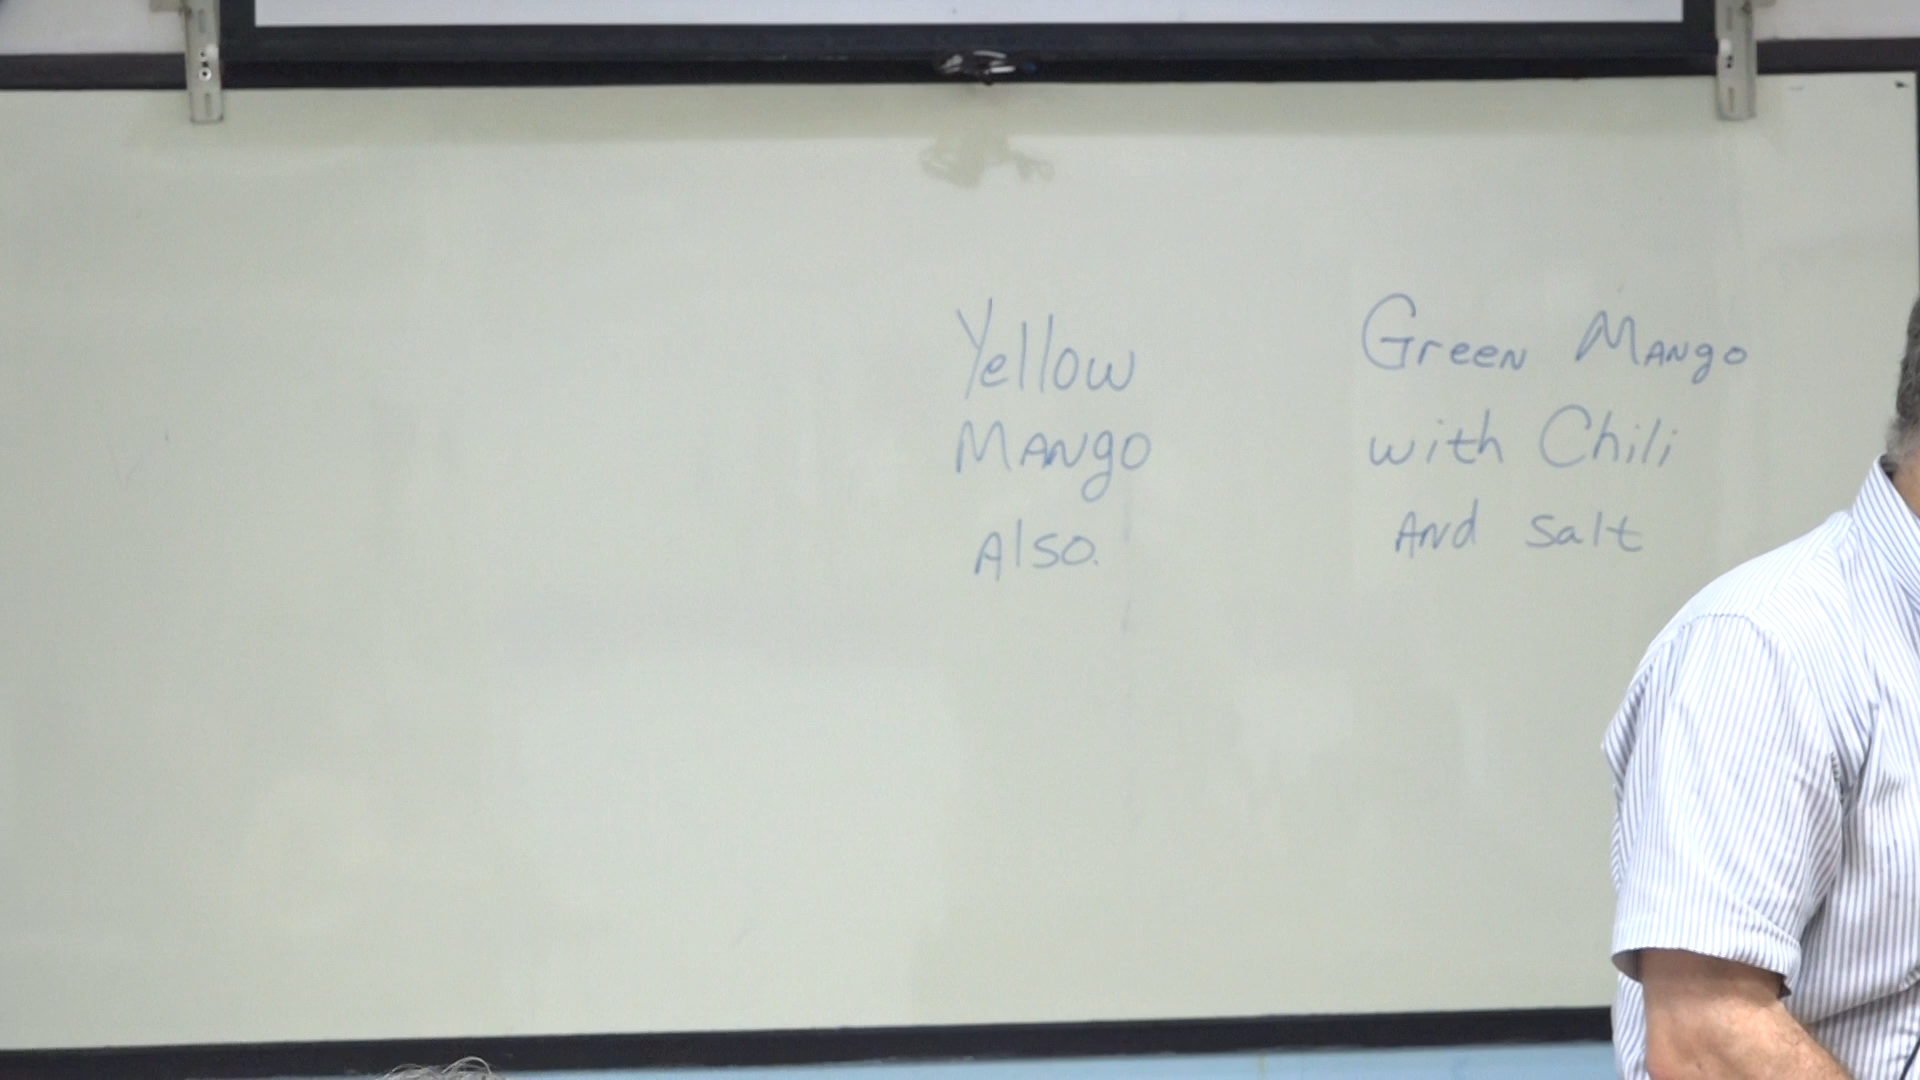 Yellow
Mango
Also.
Green Mango
with Chili
And salt